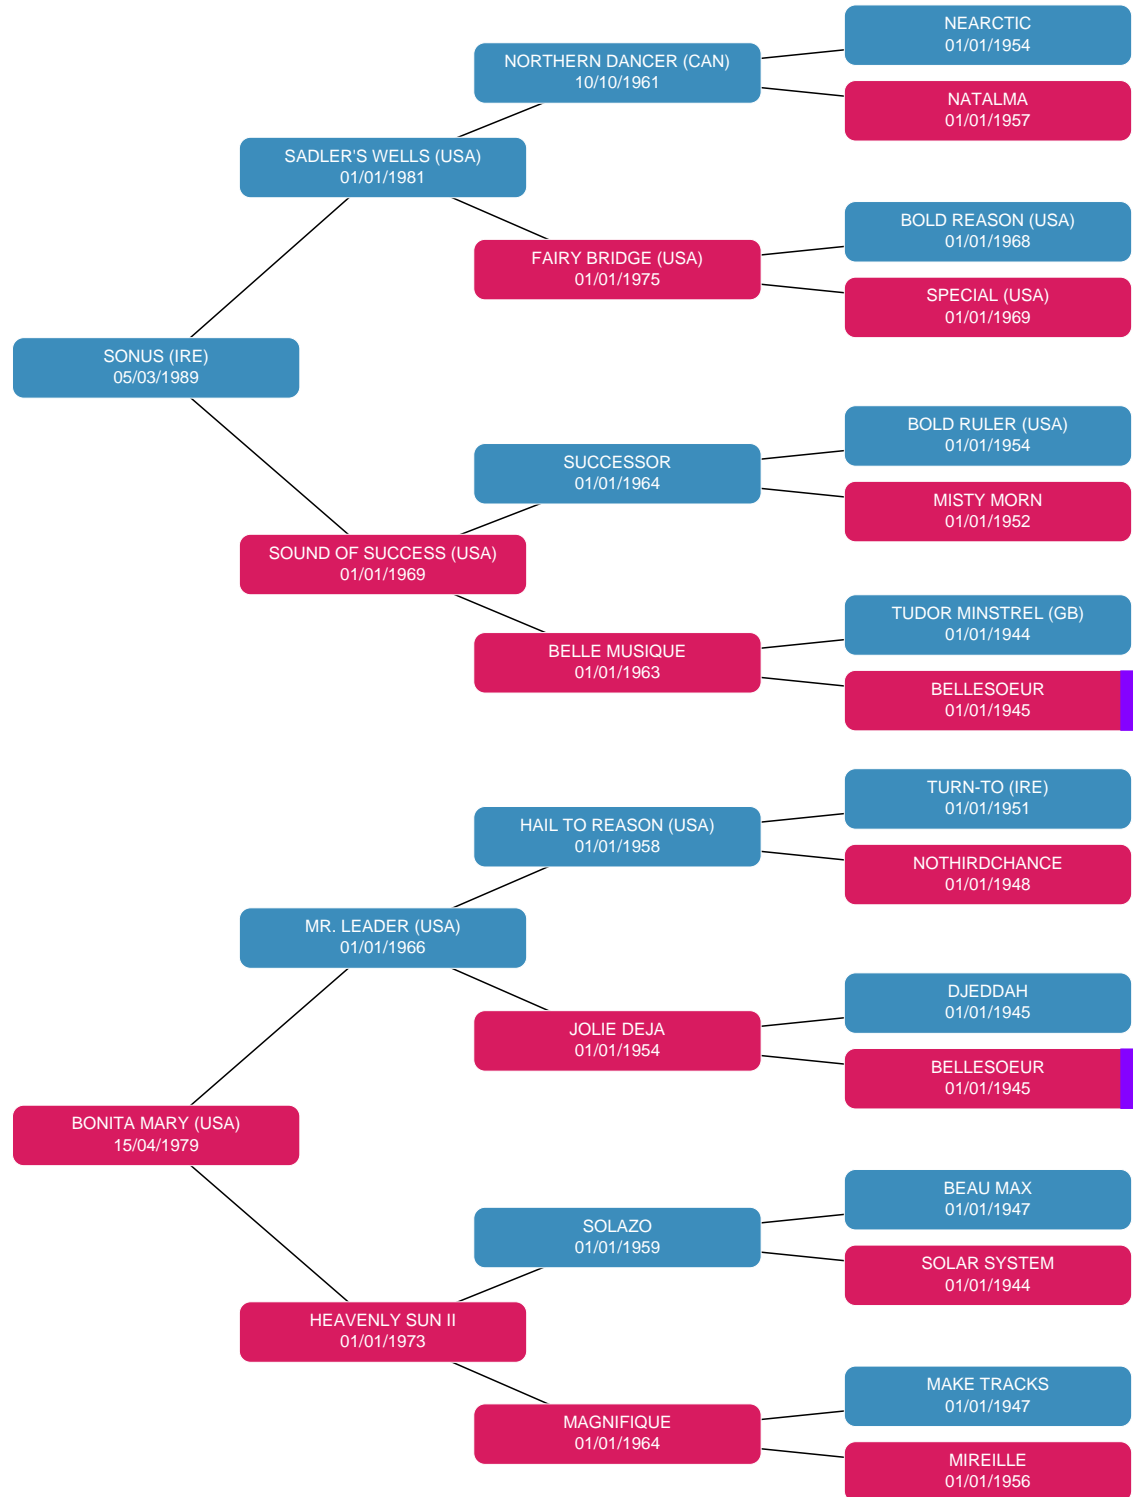 NEARCTIC
01/01/1954
NORTHERN DANCER (CAN)
10/10/1961
NATALMA
01/01/1957
SADLER'S WELLS (USA)
01/01/1981
BOLD REASON (USA)
01/01/1968
FAIRY BRIDGE (USA)
01/01/1975
SPECIAL (USA)
01/01/1969
SONUS (IRE)
05/03/1989
BOLD RULER (USA)
01/01/1954
SUCCESSOR
01/01/1964
MISTY MORN
01/01/1952
SOUND OF SUCCESS (USA)
01/01/1969
TUDOR MINSTREL (GB)
01/01/1944
BELLE MUSIQUE
01/01/1963
BELLESOEUR
01/01/1945
TURN-TO (IRE)
01/01/1951
HAIL TO REASON (USA)
01/01/1958
NOTHIRDCHANCE
01/01/1948
MR. LEADER (USA)
01/01/1966
DJEDDAH
01/01/1945
JOLIE DEJA
01/01/1954
BELLESOEUR
01/01/1945
BONITA MARY (USA)
15/04/1979
BEAU MAX
01/01/1947
SOLAZO
01/01/1959
SOLAR SYSTEM
01/01/1944
HEAVENLY SUN II
01/01/1973
MAKE TRACKS
01/01/1947
MAGNIFIQUE
01/01/1964
MIREILLE
01/01/1956